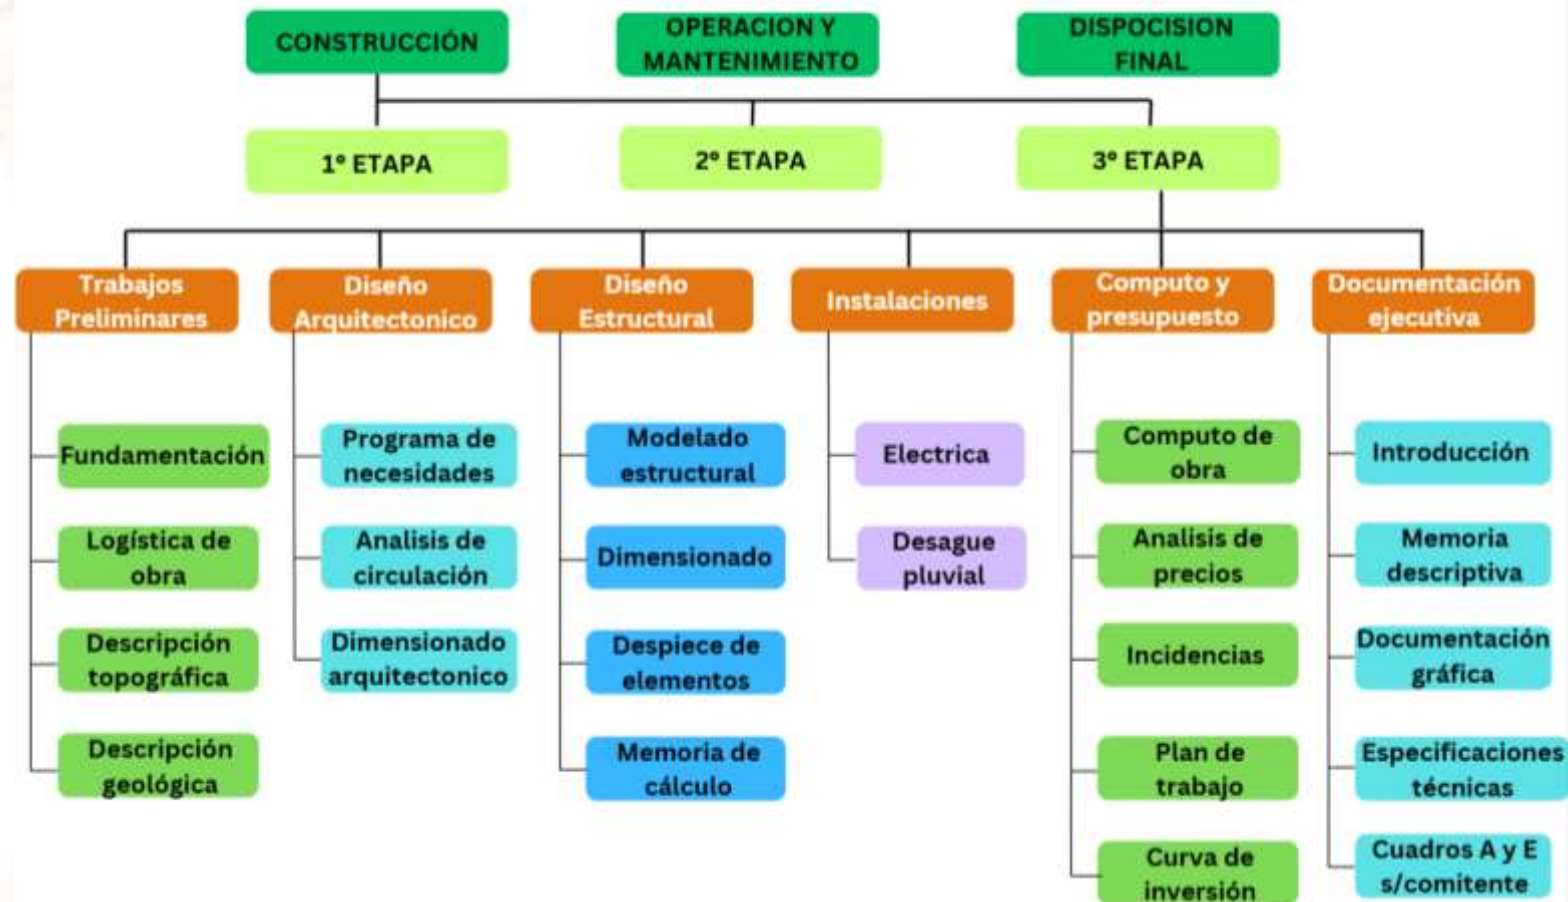 CONSTRUCCIÓN
OPERACION Y
MANTENIMIENTO
DISPOCISION
FINAL
1º ETAPA
2º ETAPA
3º ETAPA
Trabajos
Preliminares
Diseño
Arquitectonico
Diseño
Estructural
Instalaciones
Computo y
presupuesto
Documentación
ejecutiva
Fundamentación
Logística de
obra
Descripción
topográfica
Descripción
geológica
Programa de
necesidades
Analisis de
circulación
Dimensionado
arquitectonico
Modelado
estructural
Dimensionado
Despiece de
elementos
Memoria de
cálculo
Electrica
Desague
pluvial
Computo de
obra
Analisis de
precios
Incidencias
Plan de
trabajo
Curva de
inversión
Introducción
Memoria
descriptiva
Documentación
gráfica
Especificaciones
técnicas
Cuadros A y E
s/comitente